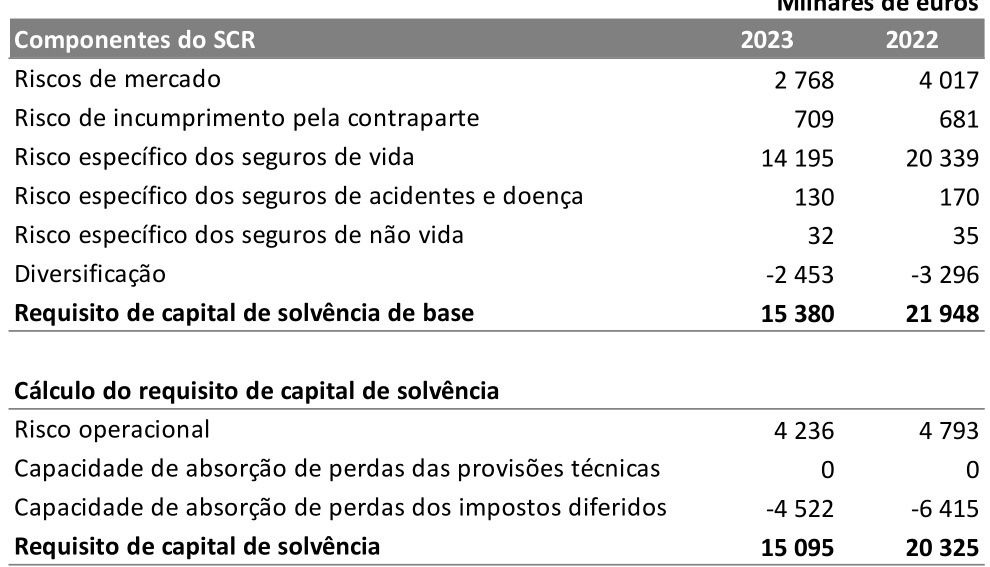 Milhares de euros
Componentes do SCR 2023 2022
Riscos de mercado 2 768 4 017
Risco de incumprimento pela contraparte 709 681
Risco específico dos seguros de vida 14 195 20 339
Risco específico dos seguros de acidentes e doença 130 170
Risco específico dos seguros de não vida 32 35
Diversificação -2 453 -3 296
Requisito de capital de solvência de base 15 380 21 948
Cálculo do requisito de capital de solvência
Risco operacional 4 236 4 793
Capacidade de absorção de perdas das provisões técnicas 0 0
Capacidade de absorção de perdas dos impostos diferidos -4 522 -6 415
Requisito de capital de solvência 15 095 20 325